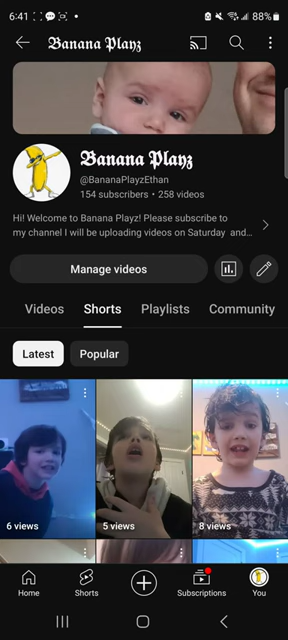 6:41 88%
Banana Playz
Banana Playz
@BananaPlayzEthan
154 subscribers • 258 videos
Hi! Welcome to Banana Playz! Please subscribe to
my channel I will be uploading videos on Saturday and...
Manage videos
Videos Shorts Playlists Community
Latest Popular
6 views 5 views 8 views
Home Shorts Subscriptions You